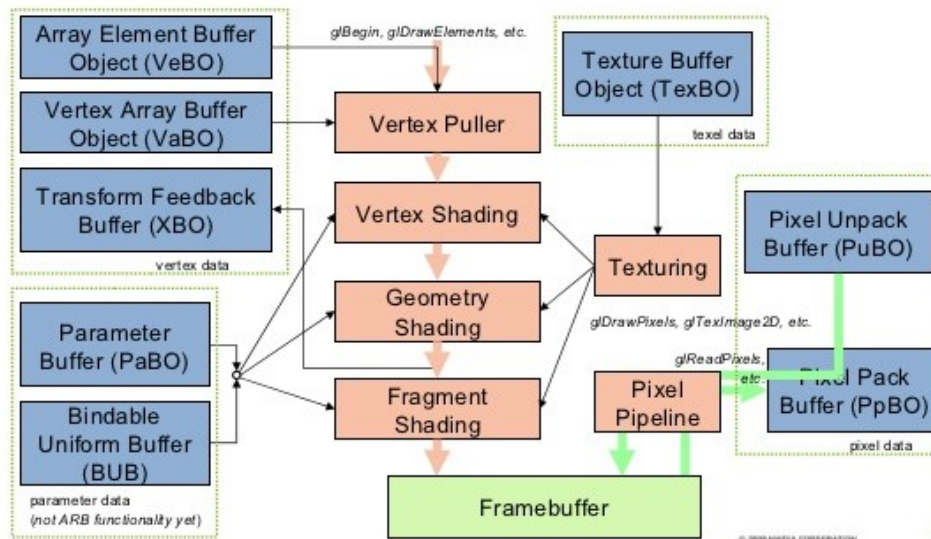 Array Element Buffer
Object (VeBO)
glBegin, glDrawElements, etc.
Texture Buffer
Object (TexBO)
texel data
Vertex Array Buffer
Object (VaBO)
Vertex Puller
Transform Feedback
Buffer (XBO)
vertex data
Vertex Shading
Texturing
Pixel Unpack
Buffer (PuBO)
Geometry
Shading
glDrawPixels, glTexImage2D, etc.
Parameter
Buffer (PaBO)
glReadPixels,
etc.
Pixel Pack
Buffer (PpBO)
pixel data
Fragment
Shading
Pixel
Pipeline
Bindable
Uniform Buffer
(BUB)
parameter data
(not ARB functionality yet)
Framebuffer
NVIDIA CORPORATION